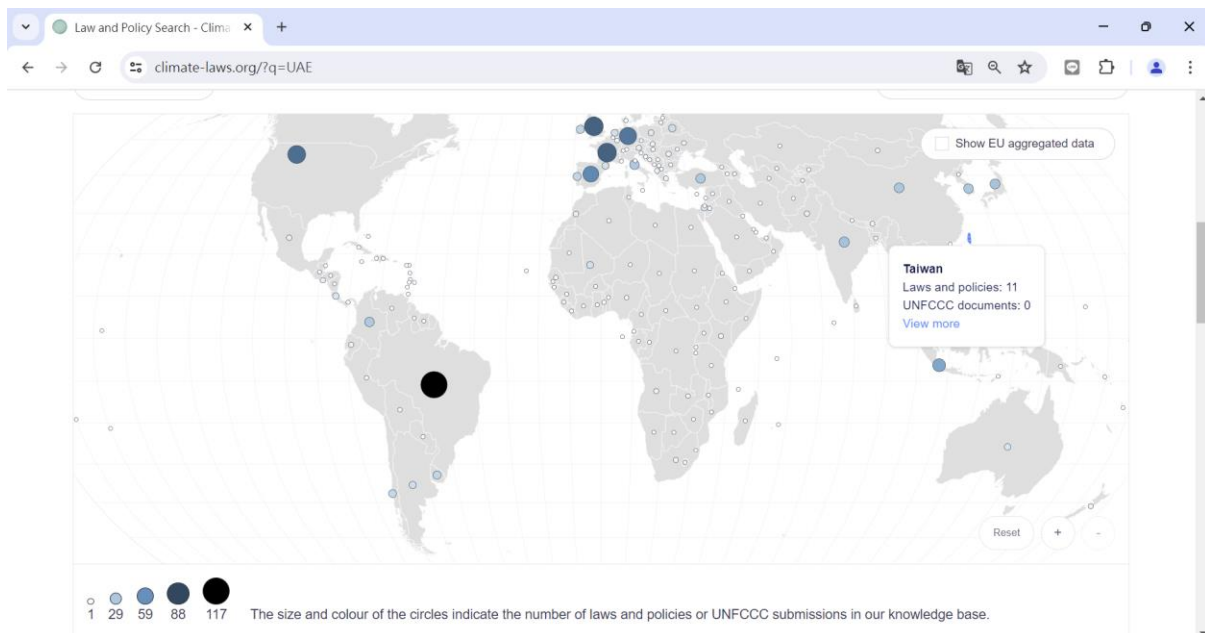 Law and Policy Search - Clima
climate-laws.org/?q=UAE
Show EU aggregated data
Taiwan
Laws and policies: 11
UNFCCC documents: 0
View more
Reset + -
1 29 59 88 117
The size and colour of the circles indicate the number of laws and policies or UNFCCC submissions in our knowledge base.